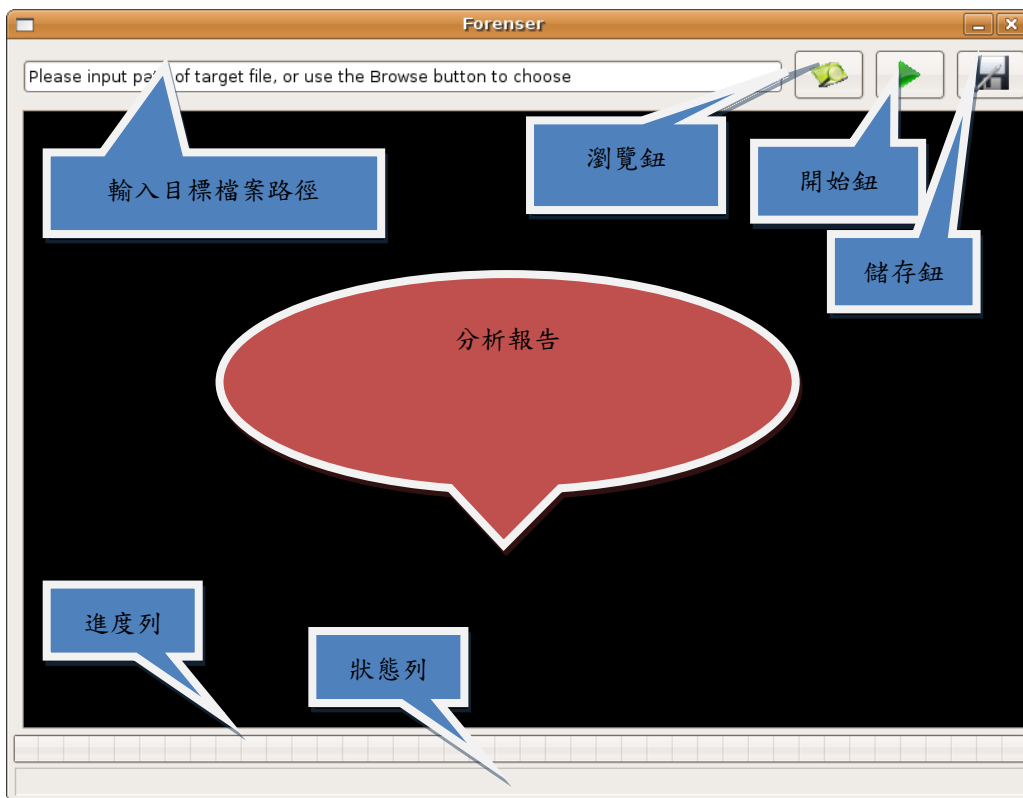 Forenser
Please input pa of target file, or use the Browse button to choose
瀏覽鈕
開始鈕
輸入目標檔案路徑
儲存鈕
分析報告
進度列
狀態列